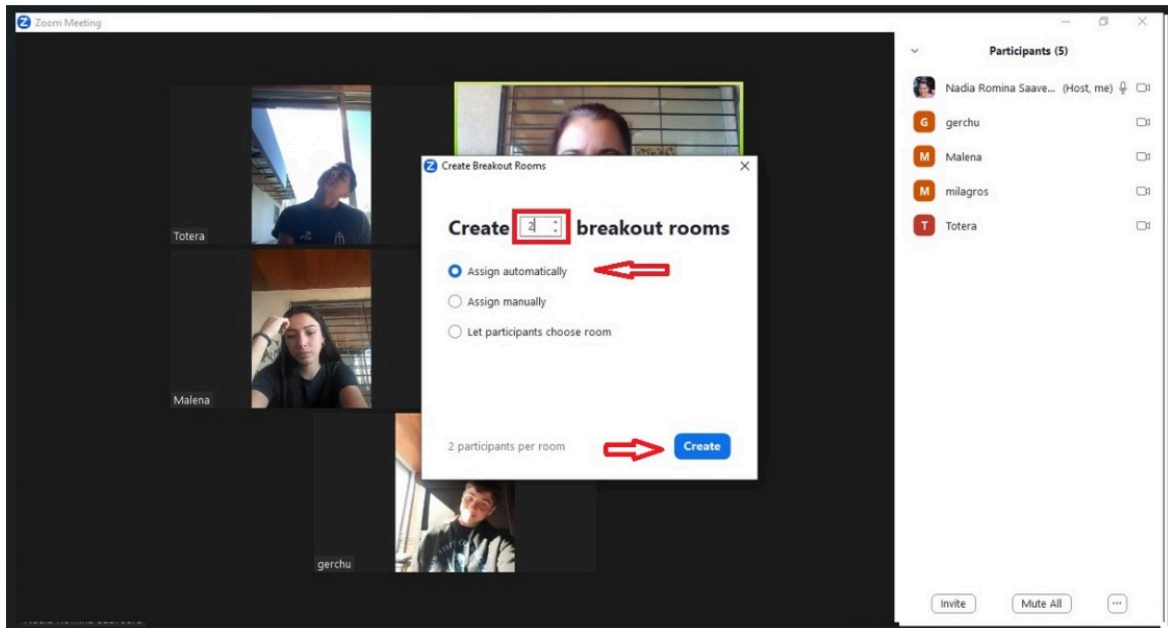 Zoom Meeting
Participants (5)
Nadia Romina Saave... (Host, me)
G gerchu
M Malena
M milagros
T Totera
Totera
Malena
gerchu
Create Breakout Rooms
Create 2 breakout rooms
Assign automatically
Assign manually
Let participants choose room
2 participants per room
Create
Invite
Mute All